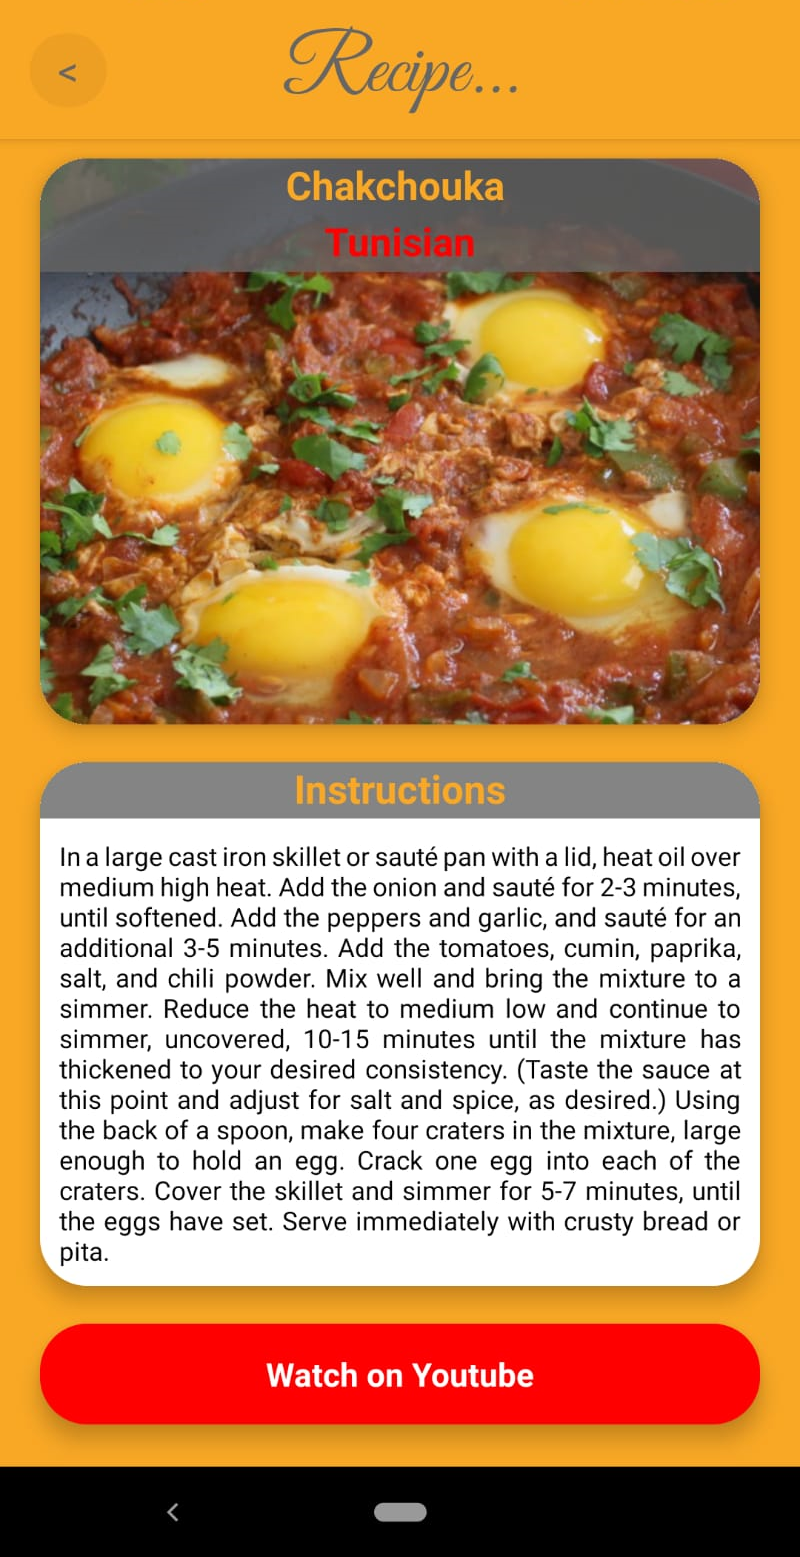 <
Recipe...
Chakchouka
Tunisian
Instructions
In a large cast iron skillet or sauté pan with a lid, heat oil over
medium high heat. Add the onion and sauté for 2-3 minutes,
until softened. Add the peppers and garlic, and sauté for an
additional 3-5 minutes. Add the tomatoes, cumin, paprika,
salt, and chili powder. Mix well and bring the mixture to a
simmer. Reduce the heat to medium low and continue to
simmer, uncovered, 10-15 minutes until the mixture has
thickened to your desired consistency. (Taste the sauce at
this point and adjust for salt and spice, as desired.) Using
the back of a spoon, make four craters in the mixture, large
enough to hold an egg. Crack one egg into each of the
craters. Cover the skillet and simmer for 5-7 minutes, until
the eggs have set. Serve immediately with crusty bread or
pita.
Watch on Youtube